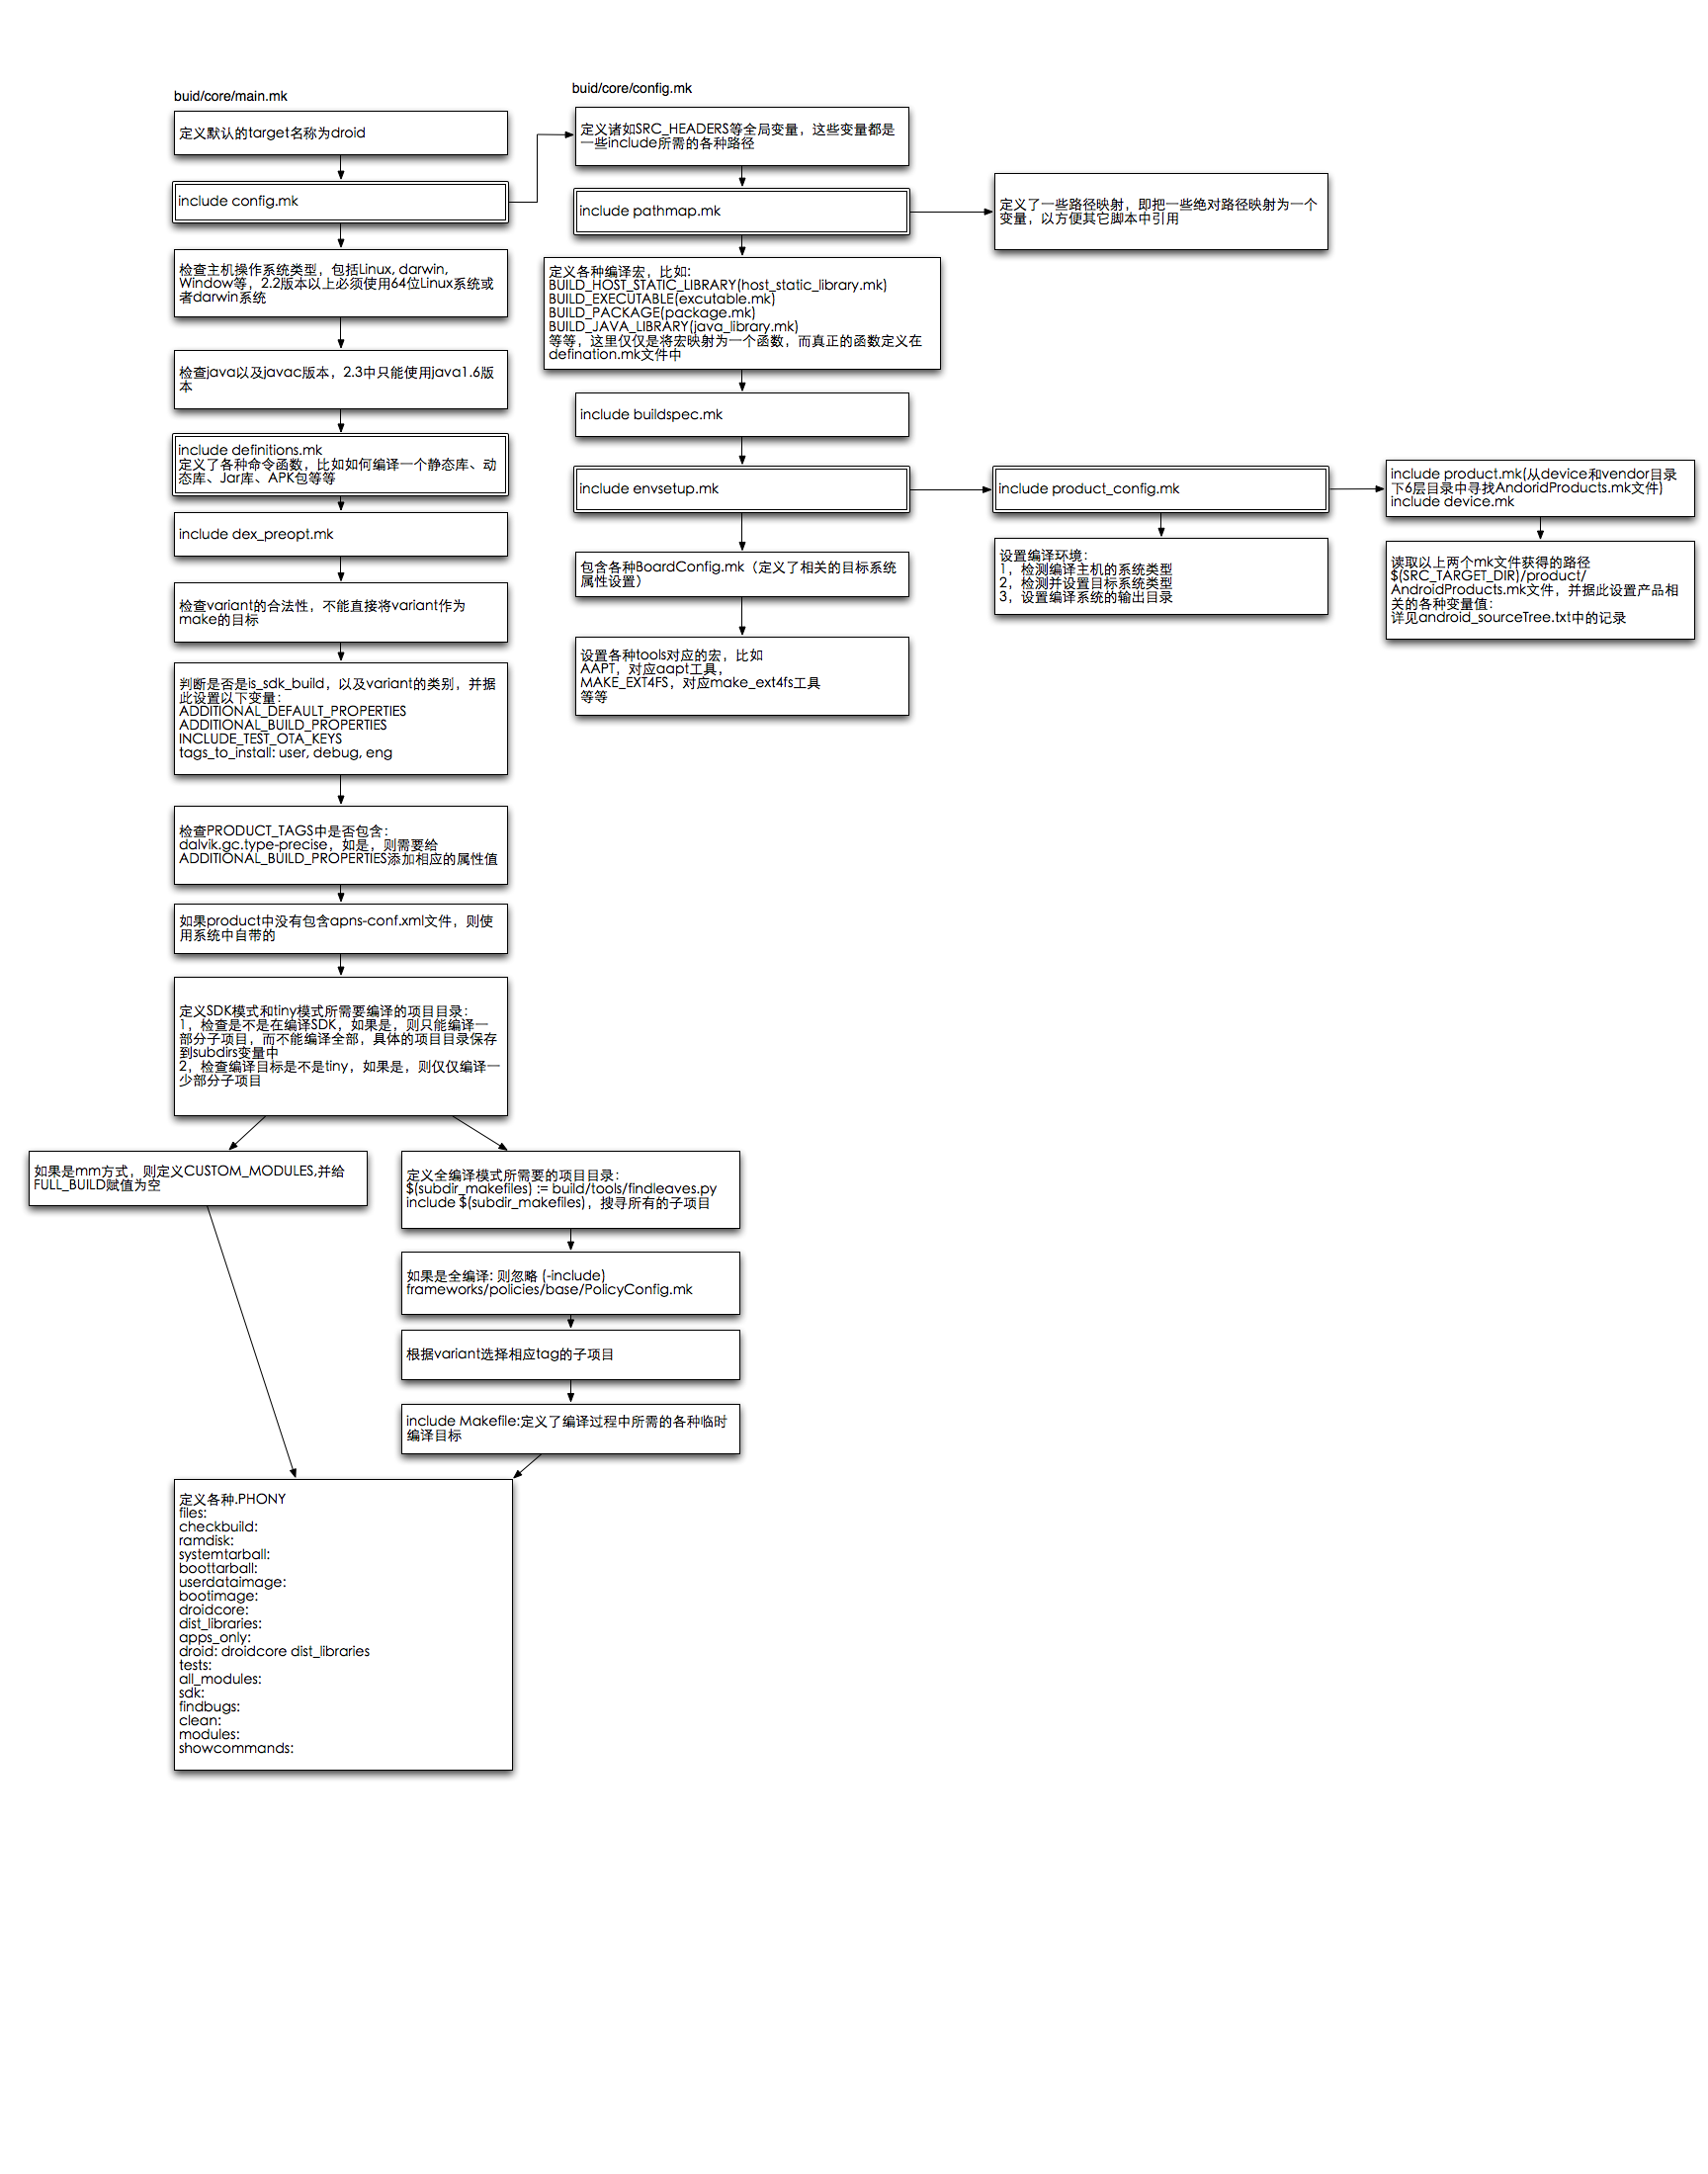 buid/core/main.mk
定义默认的target名称为droid
include config.mk
检查主机操作系统类型，包括Linux, darwin,
Window等，2.2版本以上必须使用64位Linux系统或
者darwin系统
检查java以及javac版本，2.3中只能使用java1.6版
本
include definitions.mk
定义了各种命令函数，比如如何编译一个静态库、动
态库、Jar库、APK包等等
include dex_preopt.mk
检查variant的合法性，不能直接将variant作为
make的目标
判断是否是is_sdk_build，以及variant的类别，并据
此设置以下变量：
ADDITIONAL_DEFAULT_PROPERTIES
ADDITIONAL_BUILD_PROPERTIES
INCLUDE_TEST_OTA_KEYS
tags_to_install: user, debug, eng
检查PRODUCT_TAGS中是否包含：
dalvik.gc.type-precise，如是，则需要给
ADDITIONAL_BUILD_PROPERTIES添加相应的属性值
如果product中没有包含apns-conf.xml文件，则使
用系统中自带的
定义SDK模式和tiny模式所需要编译的项目目录：
1，检查是不是在编译SDK，如果是，则只能编译一
部分子项目，而不能编译全部，具体的项目目录保存
到subdirs变量中
2，检查编译目标是不是tiny，如果是，则仅仅编译一
少部分子项目
如果是mm方式，则定义CUSTOM_MODULES,并给
FULL_BUILD赋值为空
定义全编译模式所需要的项目目录：
$(subdir_makefiles) := build/tools/findleaves.py
include $(subdir_makefiles)，搜寻所有的子项目
如果是全编译: 则忽略 (-include)
frameworks/policies/base/PolicyConfig.mk
根据variant选择相应tag的子项目
include Makefile:定义了编译过程中所需的各种临时
编译目标
定义各种.PHONY
files:
checkbuild:
ramdisk:
systemtarball:
boottarball:
userdataimage:
bootimage:
droidcore:
dist_libraries:
apps_only:
droid: droidcore dist_libraries
tests:
all_modules:
sdk:
findbugs:
clean:
modules:
showcommands:
buid/core/config.mk
定义诸如SRC_HEADERS等全局变量，这些变量都是
一些include所需的各种路径
include pathmap.mk
定义了一些路径映射，即把一些绝对路径映射为一个
变量，以方便其它脚本中引用
定义各种编译宏，比如:
BUILD_HOST_STATIC_LIBRARY(host_static_library.mk)
BUILD_EXECUTABLE(excutable.mk)
BUILD_PACKAGE(package.mk)
BUILD_JAVA_LIBRARY(java_library.mk)
等等，这里仅仅是将宏映射为一个函数，而真正的函数定义在
defination.mk文件中
include buildspec.mk
include envsetup.mk
包含各种BoardConfig.mk（定义了相关的目标系统
属性设置）
设置各种tools对应的宏，比如
AAPT，对应aapt工具，
MAKE_EXT4FS，对应make_ext4fs工具
等等
include product_config.mk
设置编译环境：
1，检测编译主机的系统类型
2，检测并设置目标系统类型
3，设置编译系统的输出目录
include product.mk(从device和vendor目录
下6层目录中寻找AndoridProducts.mk文件)
include device.mk
读取以上两个mk文件获得的路径
$(SRC_TARGET_DIR)/product/
AndroidProducts.mk文件，并据此设置产品相
关的各种变量值：
详见android_sourceTree.txt中的记录